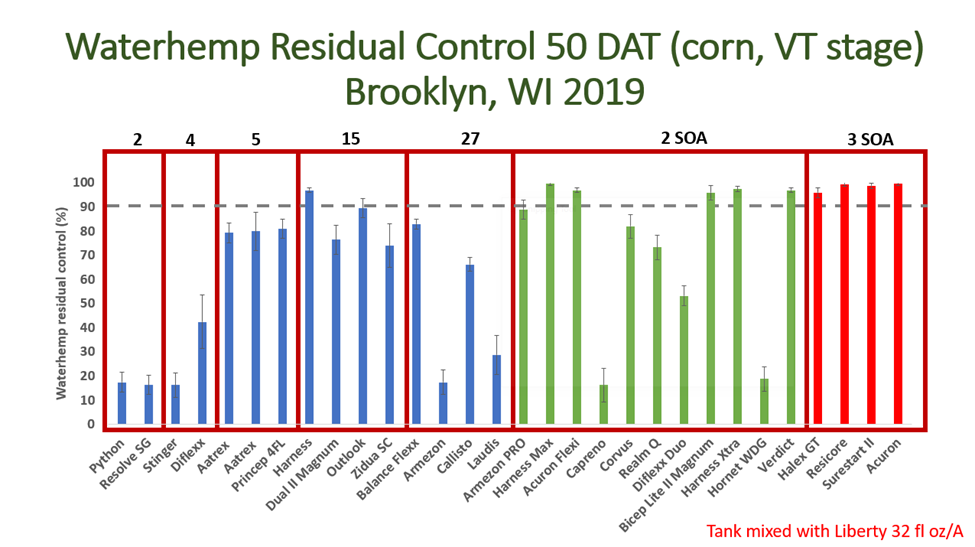 Waterhemp Residual Control 50 DAT (corn, VT stage)
Brooklyn, WI 2019
2
4
5
15
27
2 SOA
3 SOA
Waterhemp residual control (%)
100
90
80
70
60
50
40
30
20
10
0
Python
Resolve SG
Stinger
Diflexx
Aatrex
Aatrex
Princep 4FL
Harness
Dual II Magnum
Outlook
Zidua SC
Balance Flexx
Armezon
Callisto
Laudis
Armezon PRO
Harness Max
Acuron Flexi
Capreno
Corvus
Realm Q
Diflexx Duo
Bicep Lite II Magnum
Harness Xtra
Hornet WDG
Verdict
Halex GT
Resicore
Surestart II
Acuron
Tank mixed with Liberty 32 fl oz/A